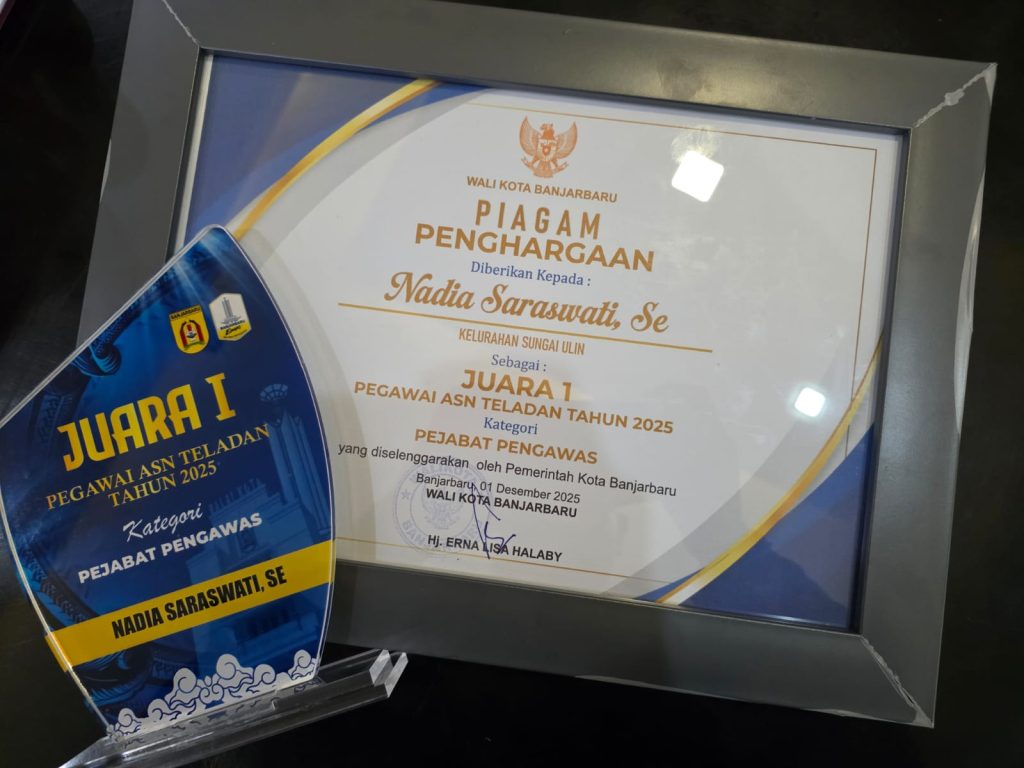 WALI KOTA BANJARBARU
PIAGAM
PENGHARGAAN
Diberikan Kepada :
Nadia Saraswati, Se
KELURAHAN SUNGAI ULIN
Sebagai :
JUARA 1
PEGAWAI ASN TELADAN TAHUN 2025
Kategori
PEJABAT PENGAWAS
yang diselenggarakan oleh Pemerintah Kota Banjarbaru
Banjarbaru, 01 Desember 2025
WALI KOTA BANJARBARU
Hj. ERNA LISA HALABY
BANJARBARU
JUARA I
PEGAWAI ASN TELADAN
TAHUN 2025
Kategori
PEJABAT PENGAWAS
NADIA SARASWATI, SE